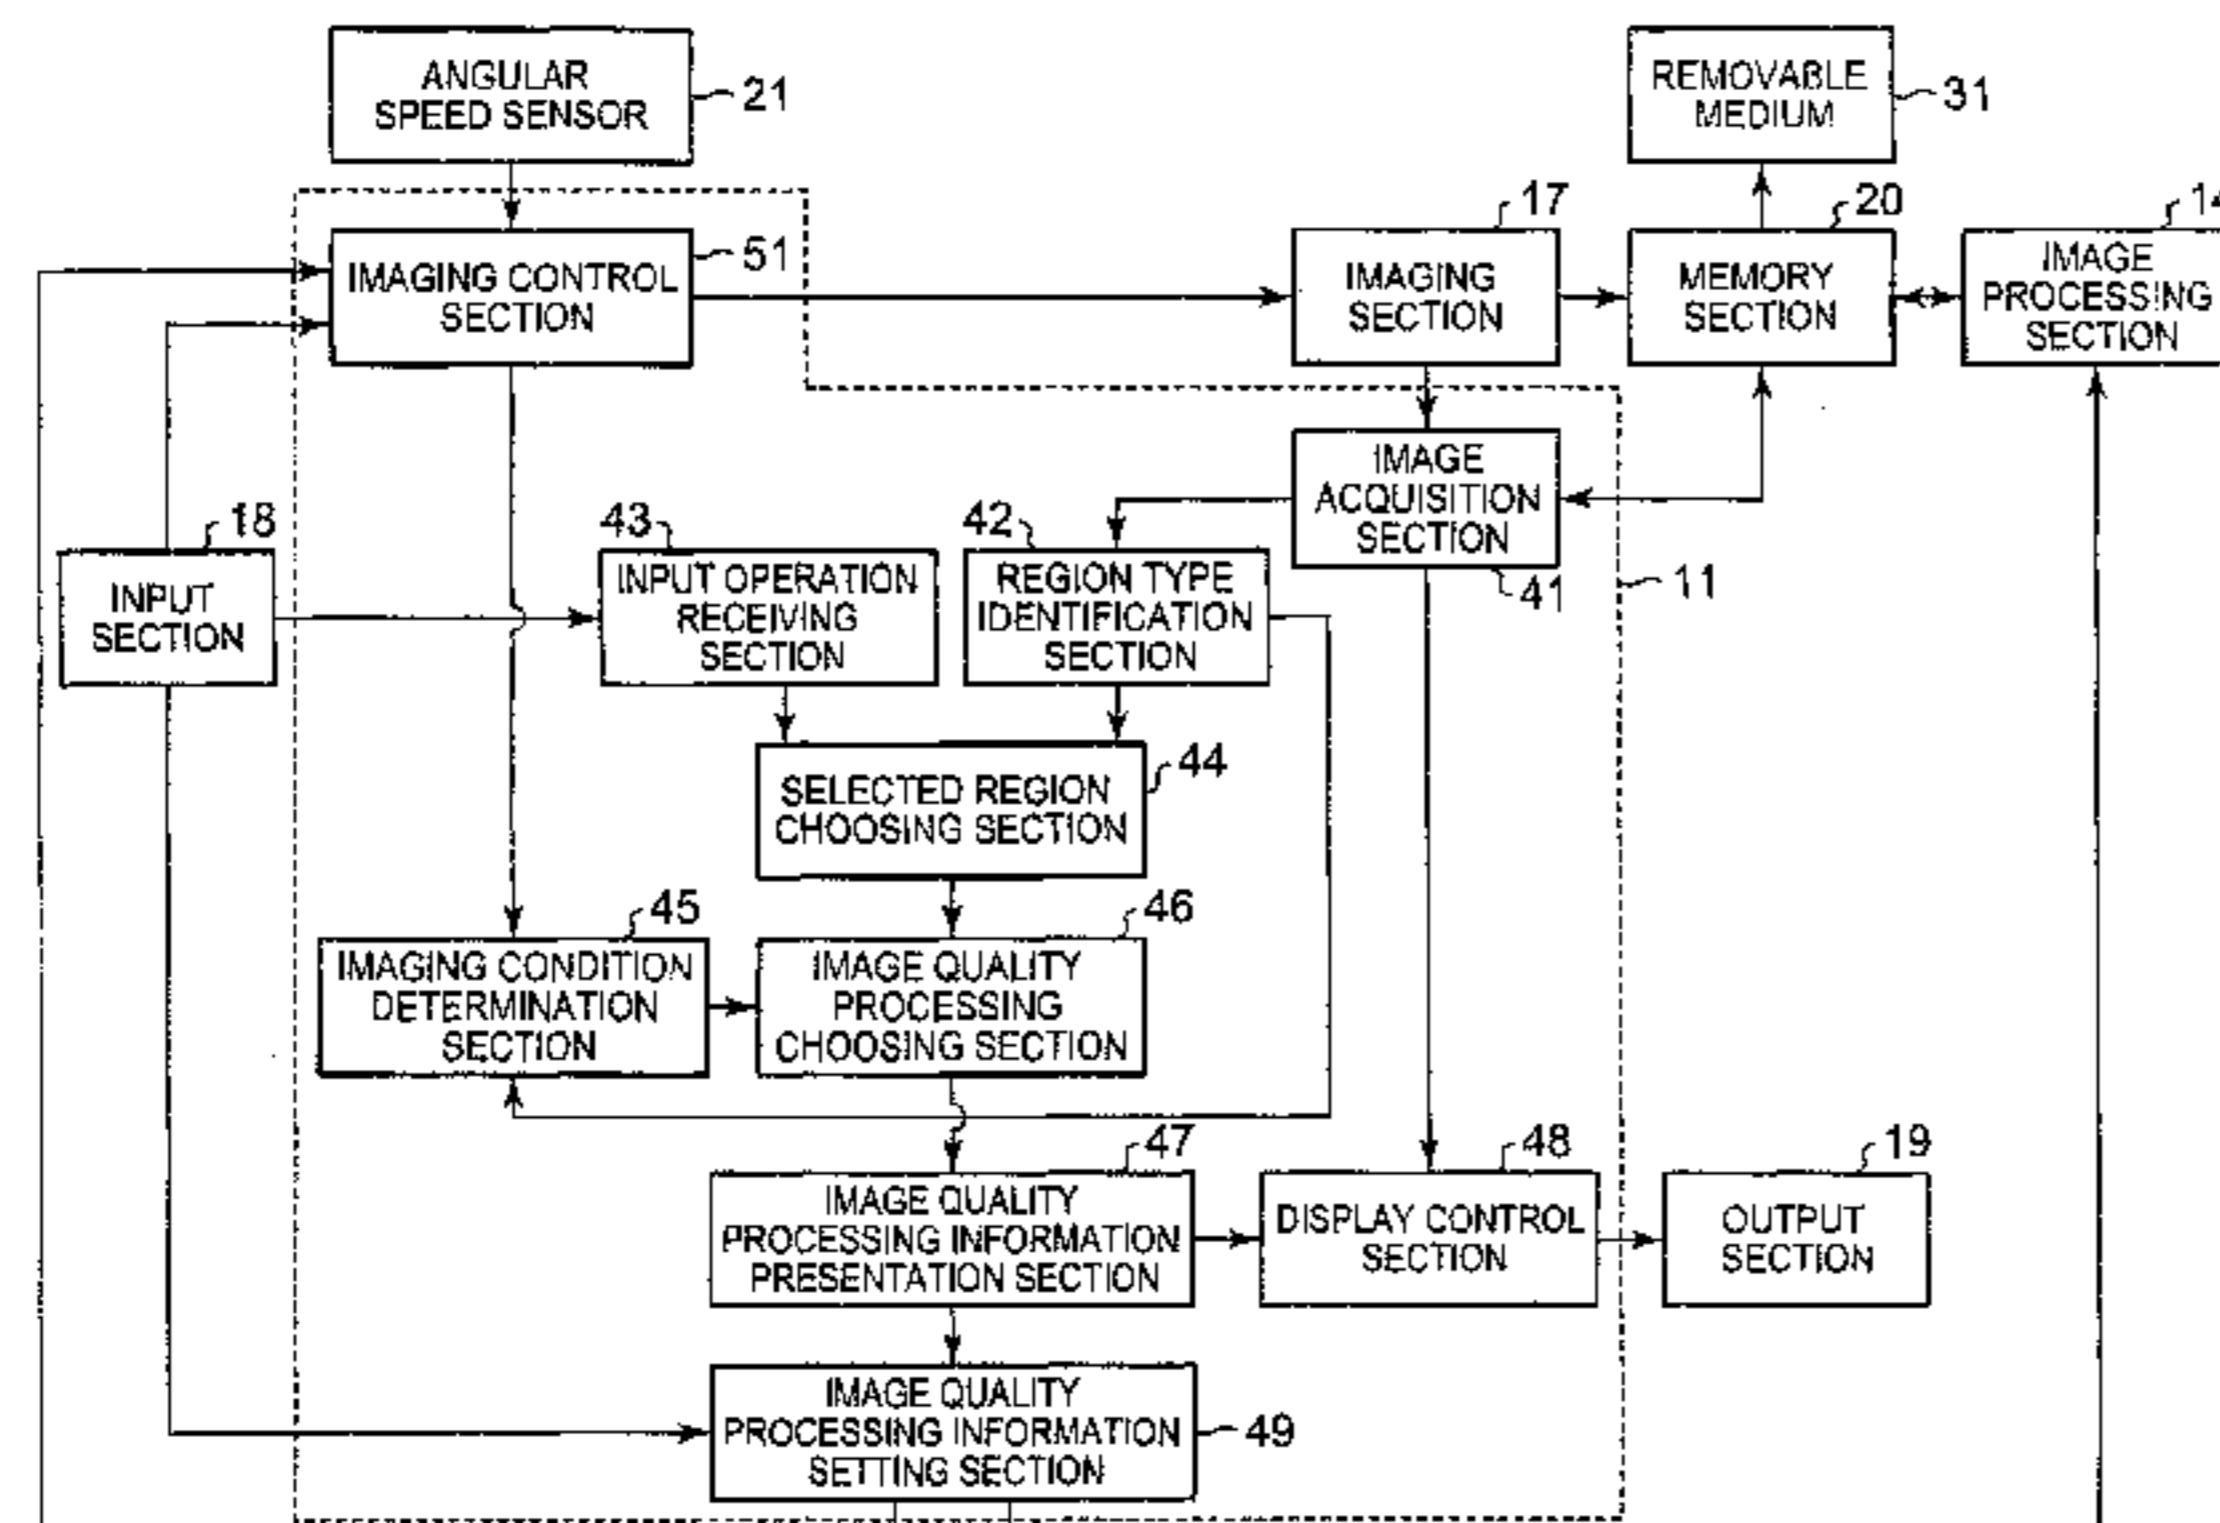 ANGULAR
SPEED SENSOR
21
REMOVABLE
MEDIUM
31
IMAGING CONTROL
SECTION
51
IMAGING
SECTION
17
MEMORY
SECTION
20
IMAGE
PROCESSING
SECTION
14
IMAGE
ACQUISITION
SECTION
41
11
INPUT
SECTION
18
43
INPUT OPERATION
RECEIVING
SECTION
42
REGION TYPE
IDENTIFICATION
SECTION
SELECTED REGION
CHOOSING SECTION
44
IMAGING CONDITION
DETERMINATION
SECTION
45
IMAGE QUALITY
PROCESSING
CHOOSING SECTION
46
IMAGE QUALITY
PROCESSING INFORMATION
PRESENTATION SECTION
47
DISPLAY CONTROL
SECTION
48
OUTPUT
SECTION
19
IMAGE QUALITY
PROCESSING INFORMATION
SETTING SECTION
49